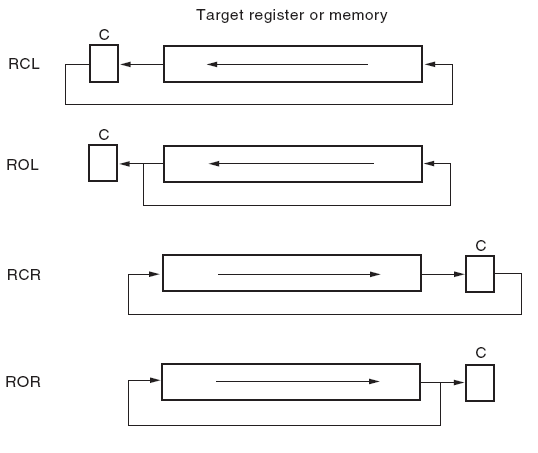 Target register or memory
C
RCL
C
ROL
C
RCR
C
ROR